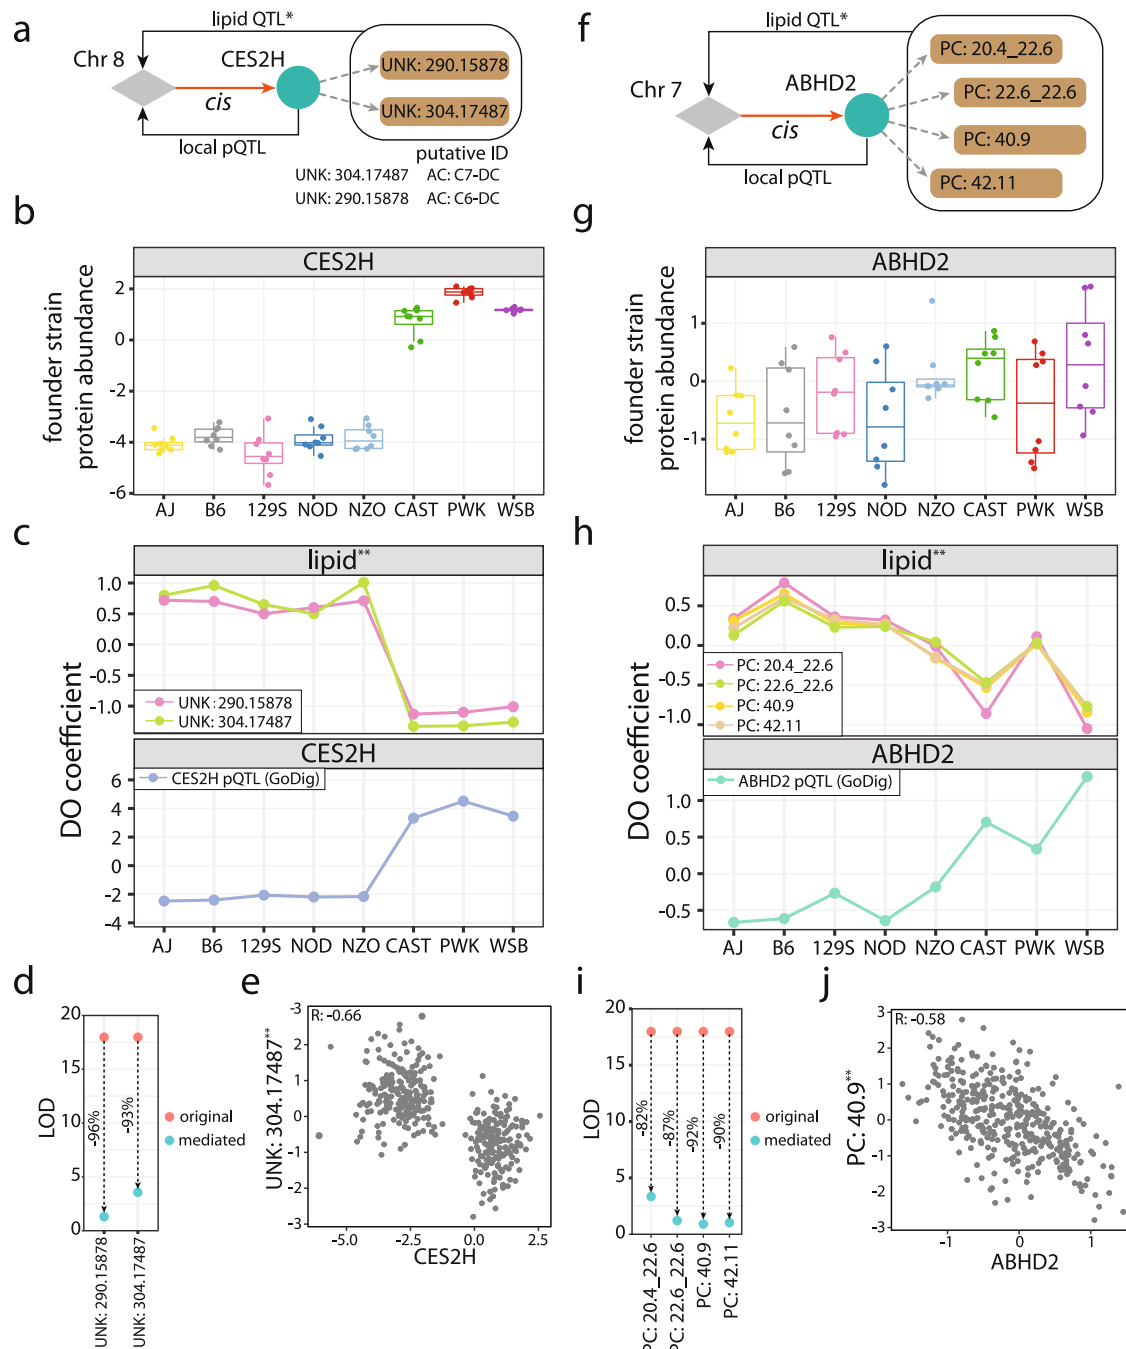 a
lipid QTL*
Chr 8
CES2H
UNK: 290.15878
UNK: 304.17487
cis
local pQTL
putative ID
UNK: 304.17487 AC: C7-DC
UNK: 290.15878 AC: C6-DC
b
CES2H
founder strain
protein abundance
2
0
-2
-4
-6
AJ B6 129S NOD NZO CAST PWK WSB
c
lipid**
DO coefficient
1.0
0.5
0.0
-0.5
-1.0
UNK: 290.15878
UNK: 304.17487
CES2H
CES2H pQTL (GoDig)
6
4
2
0
-2
-4
AJ B6 129S NOD NZO CAST PWK WSB
d
LOD
20
15
10
5
0
-96%
-93%
original
mediated
UNK: 290.15878
UNK: 304.17487
e
R: -0.66
UNK: 304.17487**
3
2
1
0
-1
-2
-3
-5.0 -2.5 0.0 2.5
CES2H
f
lipid QTL*
Chr 7
ABHD2
PC: 20.4_22.6
PC: 22.6_22.6
PC: 40.9
PC: 42.11
cis
local pQTL
g
ABHD2
founder strain
protein abundance
1
0
-1
AJ B6 129S NOD NZO CAST PWK WSB
h
lipid**
DO coefficient
0.5
0.0
-0.5
-1.0
PC: 20.4_22.6
PC: 22.6_22.6
PC: 40.9
PC: 42.11
ABHD2
ABHD2 pQTL (GoDig)
1.0
0.5
0.0
-0.5
AJ B6 129S NOD NZO CAST PWK WSB
i
LOD
20
15
10
5
0
-82%
-87%
-92%
-90%
original
mediated
PC: 20.4_22.6
PC: 22.6_22.6
PC: 40.9
PC: 42.11
j
R: -0.58
PC: 40.9**
3
2
1
0
-1
-2
-3
-1 0 1
ABHD2